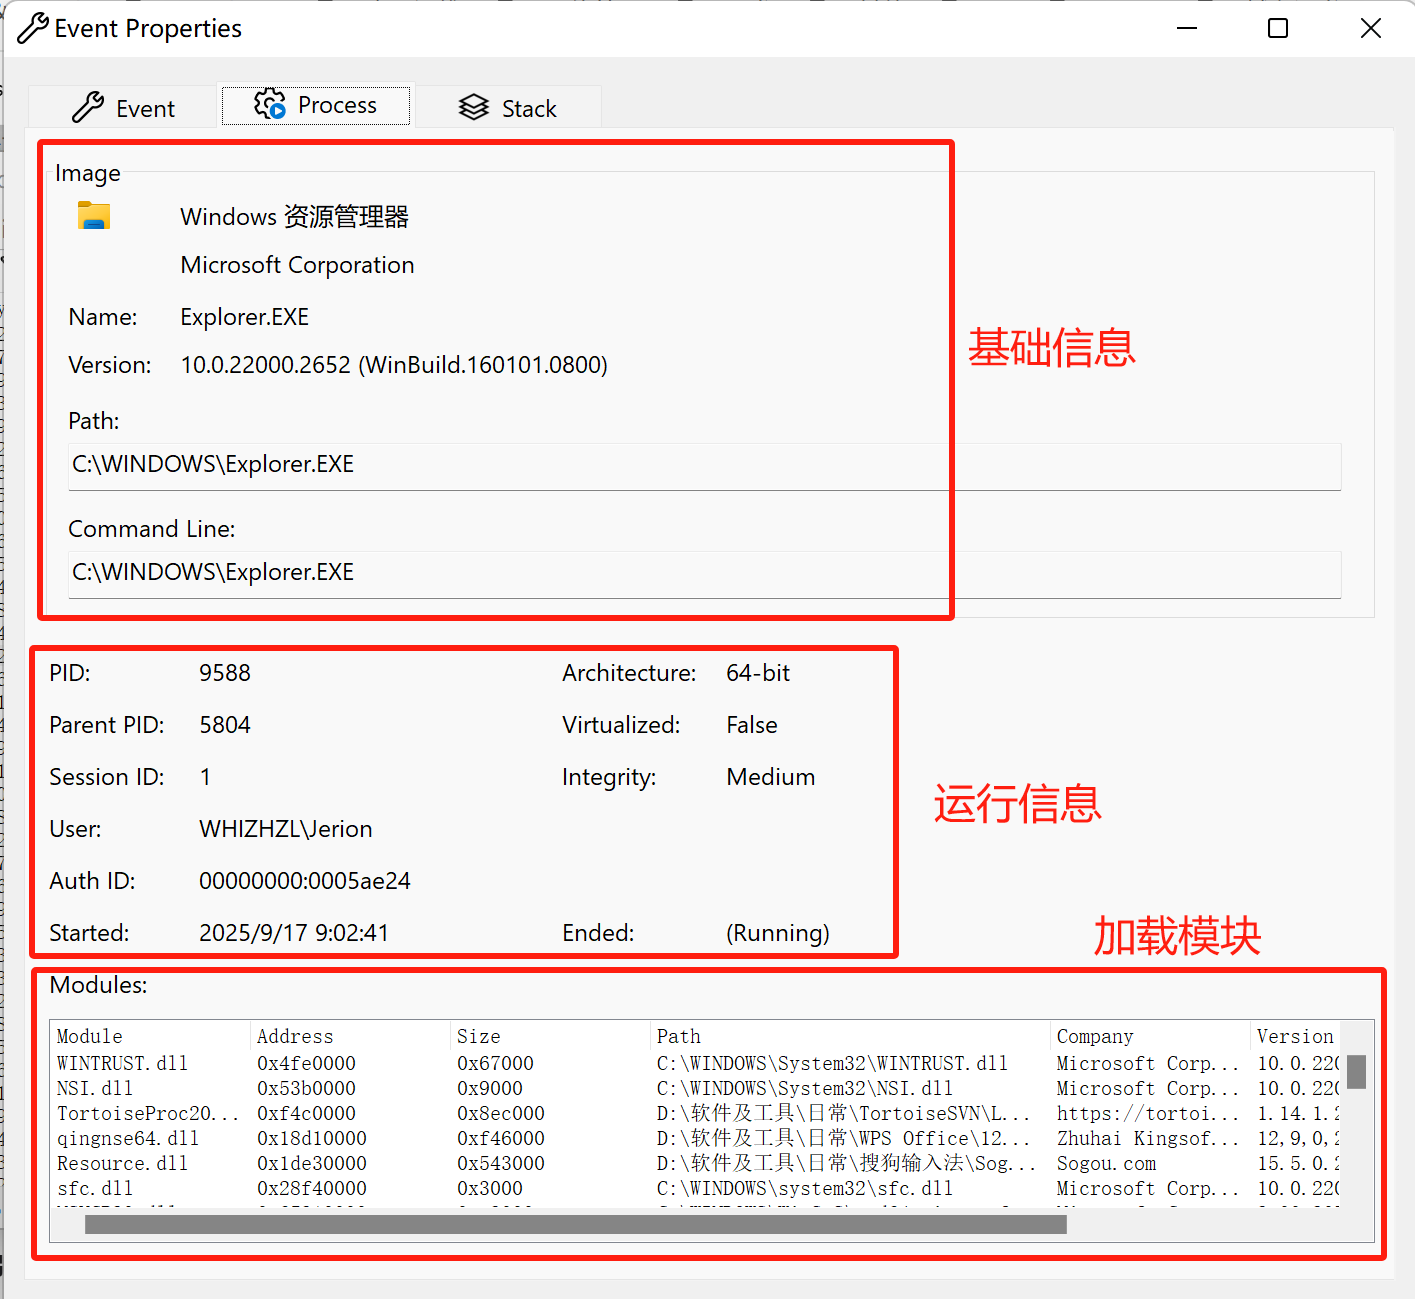 Event Properties
Event Process Stack
Image
Windows 资源管理器
Microsoft Corporation
Name: Explorer.EXE
Version: 10.0.22000.2652 (WinBuild.160101.0800)
基础信息
Path:
C:\WINDOWS\Explorer.EXE
Command Line:
C:\WINDOWS\Explorer.EXE
PID: 9588 Architecture: 64-bit
Parent PID: 5804 Virtualized: False
Session ID: 1 Integrity: Medium
运行信息
User: WHIZHZL\Jerion
Auth ID: 00000000:0005ae24
Started: 2025/9/17 9:02:41 Ended: (Running)
加载模块
Modules:
Module Address Size Path Company Version
WINTRUST.dll 0x4fe0000 0x67000 C:\WINDOWS\System32\WINTRUST.dll Microsoft Corp... 10.0.220
NSI.dll 0x53b0000 0x9000 C:\WINDOWS\System32\NSI.dll Microsoft Corp... 10.0.220
TortoiseProc20... 0xf4c0000 0x8ec000 D:\软件及工具\日常\TortoiseSVN\L... https://tortoi... 1.14.1.2
qingnse64.dll 0x18d10000 0xf46000 D:\软件及工具\日常\WPS Office\12... Zhuhai Kingsof... 12,9,0,2
Resource.dll 0x1de30000 0x543000 D:\软件及工具\日常\搜狗输入法\Sog... Sogou.com 15.5.0.2
sfc.dll 0x28f40000 0x3000 C:\WINDOWS\system32\sfc.dll Microsoft Corp... 10.0.220